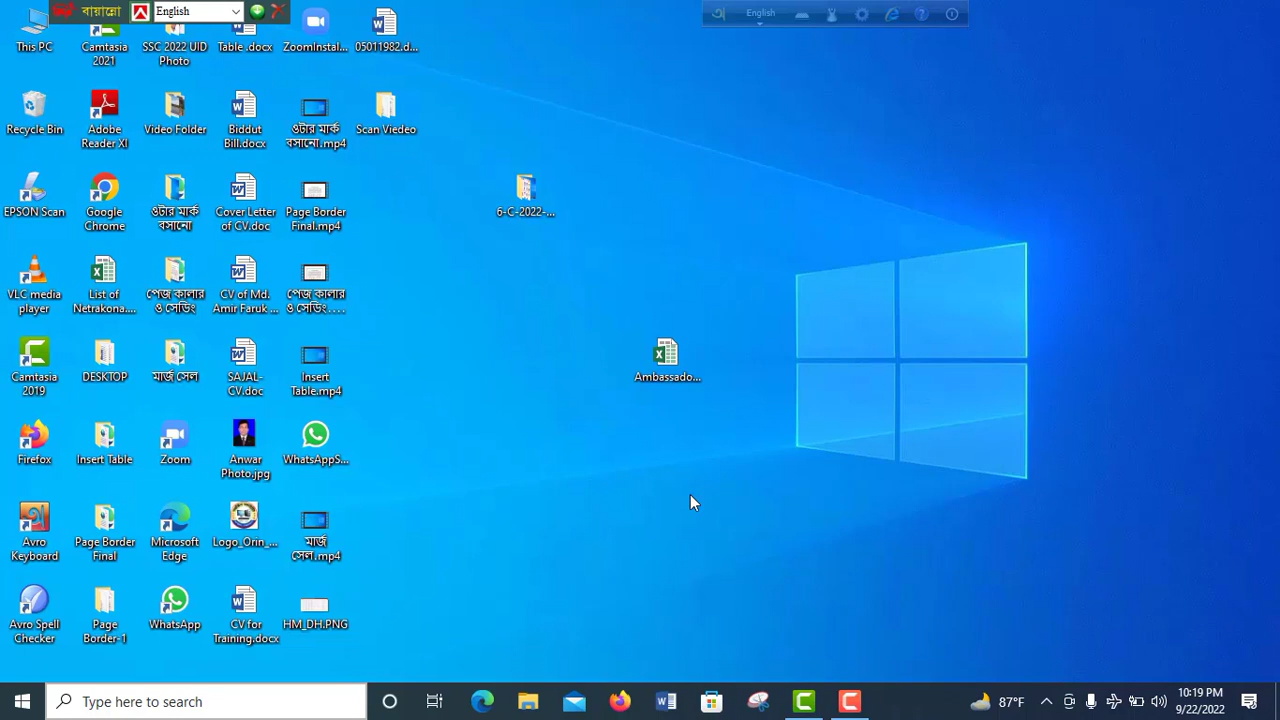 বায়ান্নো
English
English
This PC
Camtasia
2021
SSC 2022 UID
Photo
Table .docx
ZoomInstal...
05011982.d...
Recycle Bin
Adobe
Reader XI
Video Folder
Biddut
Bill.docx
ওটার মার্ক
বসানো.mp4
Scan Viedeo
EPSON Scan
Google
Chrome
ওটার মার্ক
বসানো
Cover Letter
of CV.doc
Page Border
Final.mp4
6-C-2022-...
VLC media
player
List of
Netrakona....
পেজ কালার
ও সেডিং
CV of Md.
Amir Faruk ...
পেজ কালার
ও সেডিং ....
Camtasia
2019
DESKTOP
মার্জ সেল
SAJAL-
CV.doc
Insert
Table.mp4
Ambassado...
Firefox
Insert Table
Zoom
Anwar
Photo.jpg
WhatsAppS...
Avro
Keyboard
Page Border
Final
Microsoft
Edge
Logo_Orin_...
মার্জ
সেল.mp4
Avro Spell
Checker
Page
Border-1
WhatsApp
CV for
Training.docx
HM_DH.PNG
Type here to search
87°F
10:19 PM
9/22/2022